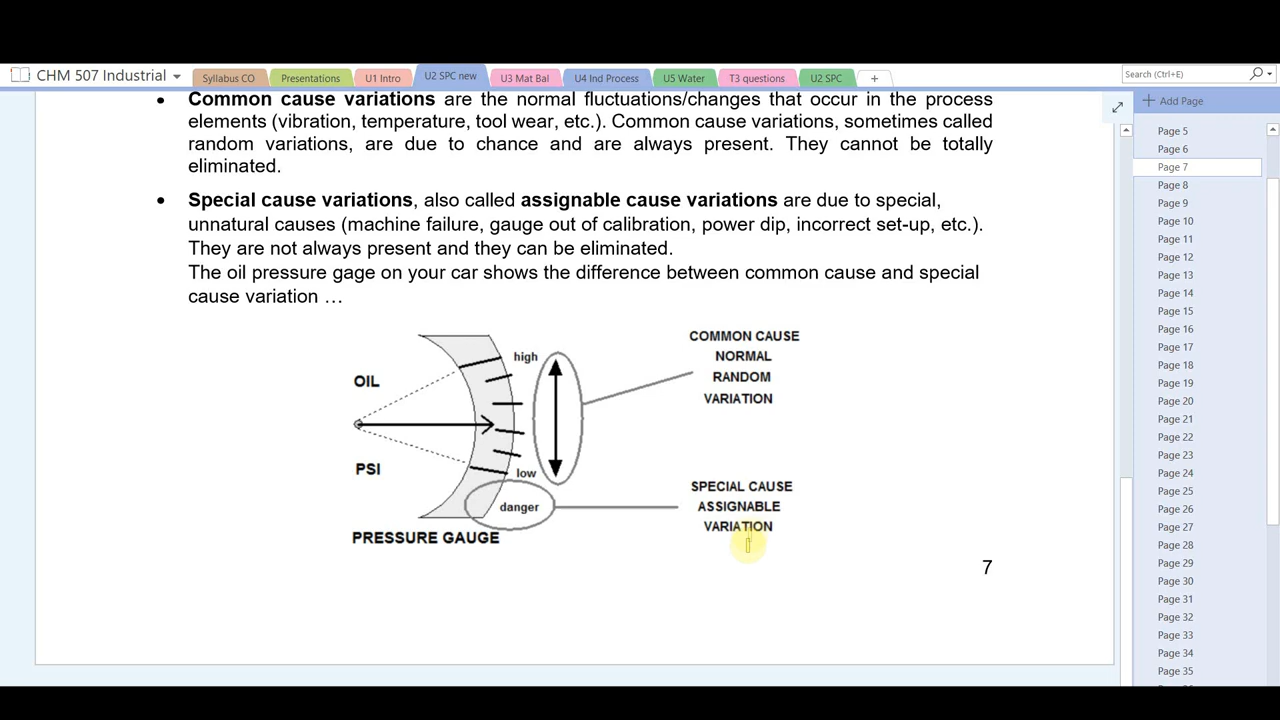 CHM 507 Industrial
Syllabus CO
Presentations
U1 Intro
U2 SPC new
U3 Mat Bal
U4 Ind Process
U5 Water
T3 questions
U2 SPC
Search (Ctrl+E)
Common cause variations are the normal fluctuations/changes that occur in the process
elements (vibration, temperature, tool wear, etc.). Common cause variations, sometimes called
random variations, are due to chance and are always present. They cannot be totally
eliminated.
Special cause variations, also called assignable cause variations are due to special,
unnatural causes (machine failure, gauge out of calibration, power dip, incorrect set-up, etc.).
They are not always present and they can be eliminated.
The oil pressure gage on your car shows the difference between common cause and special
cause variation …
OIL
PSI
high
low
danger
PRESSURE GAUGE
COMMON CAUSE
NORMAL
RANDOM
VARIATION
SPECIAL CAUSE
ASSIGNABLE
VARIATION
7
Add Page
Page 5
Page 6
Page 7
Page 8
Page 9
Page 10
Page 11
Page 12
Page 13
Page 14
Page 15
Page 16
Page 17
Page 18
Page 19
Page 20
Page 21
Page 22
Page 23
Page 24
Page 25
Page 26
Page 27
Page 28
Page 29
Page 30
Page 31
Page 32
Page 33
Page 34
Page 35